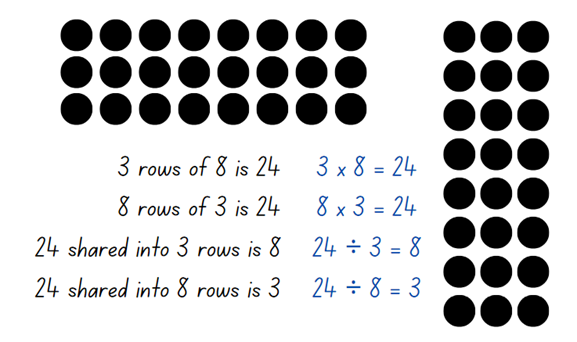 3 rows of 8 is 24 3 x 8 = 24
8 rows of 3 is 24 8 x 3 = 24
24 shared into 3 rows is 8 24 ÷ 3 = 8
24 shared into 8 rows is 3 24 ÷ 8 = 3